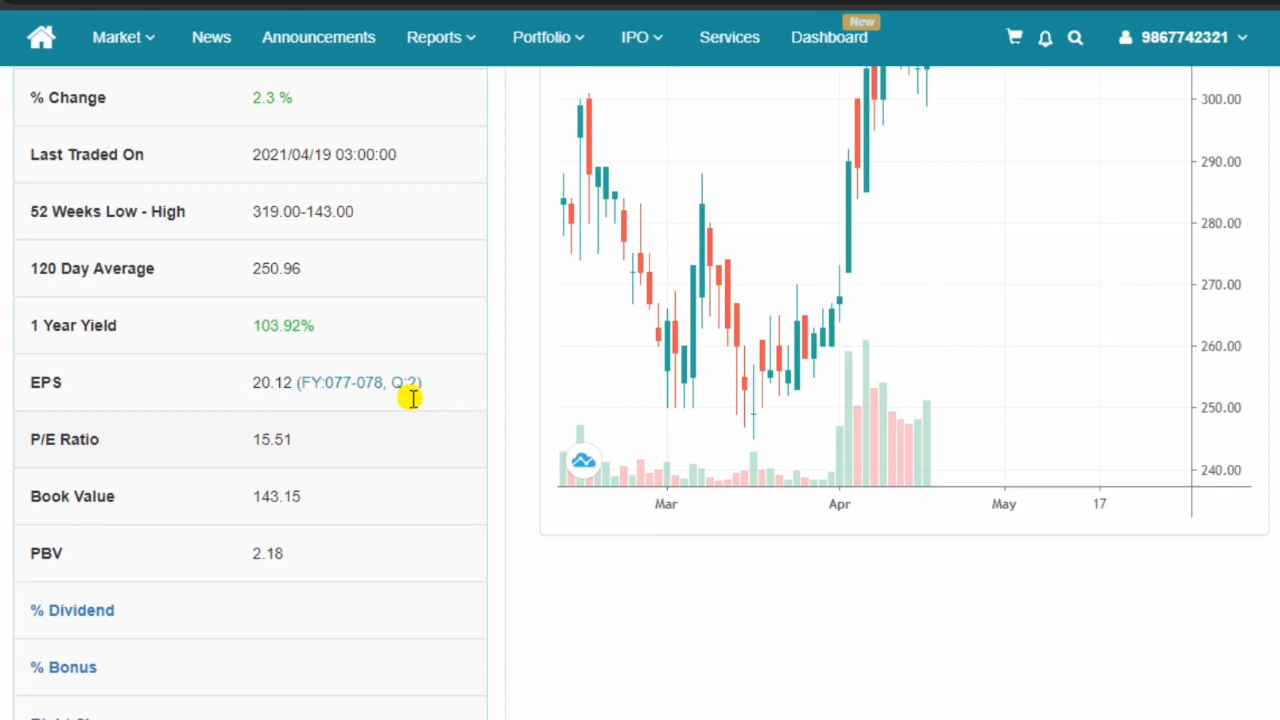 New
Market News Announcements Reports Portfolio IPO Services Dashboard 9867742321
% Change 2.3 %
Last Traded On 2021/04/19 03:00:00
52 Weeks Low - High 319.00-143.00
120 Day Average 250.96
1 Year Yield 103.92%
EPS 20.12 (FY:077-078, Q:2)
P/E Ratio 15.51
Book Value 143.15
PBV 2.18
% Dividend
% Bonus
300.00
290.00
280.00
270.00
260.00
250.00
240.00
Mar Apr May 17